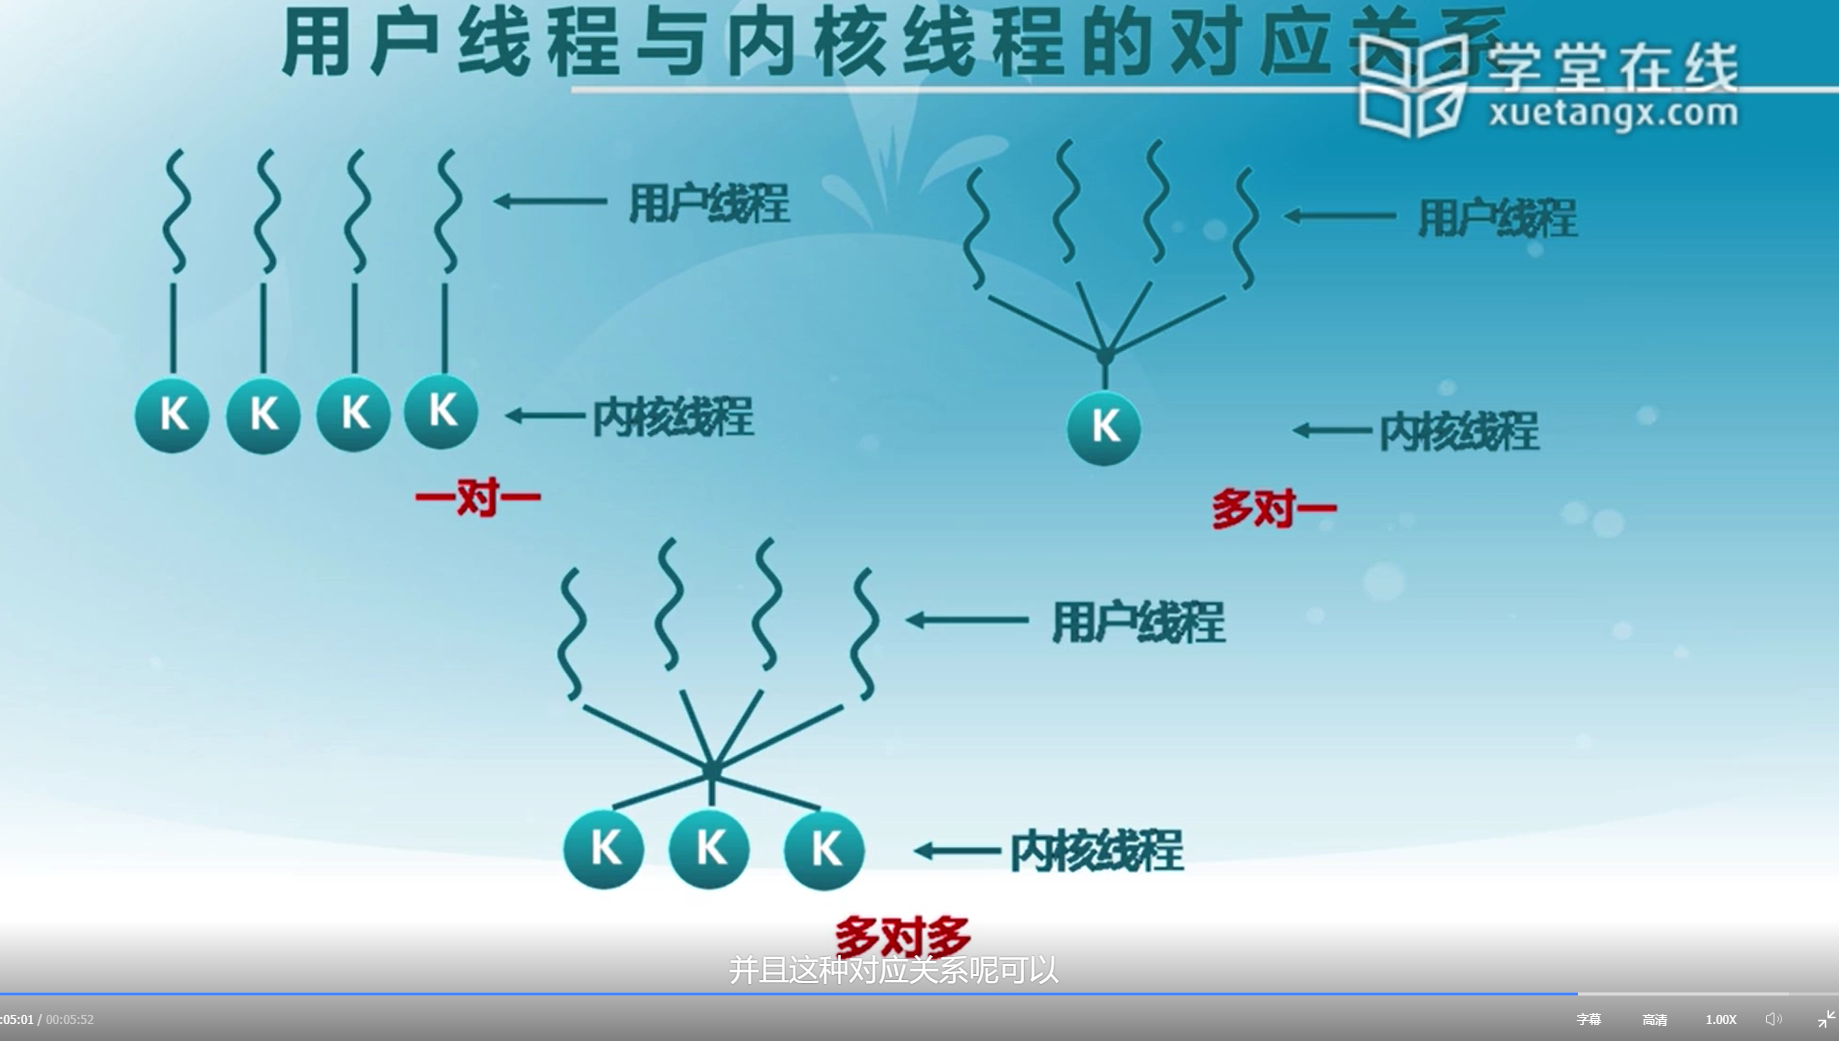 用户线程与内核线程的对应关系
学堂在线
xuetangx.com
用户线程
K K K K
内核线程
一对一
用户线程
K
内核线程
多对一
用户线程
K K K
内核线程
多对多
并且这种对应关系呢可以
:05:01 / 00:05:52
字幕
高清
1.00X